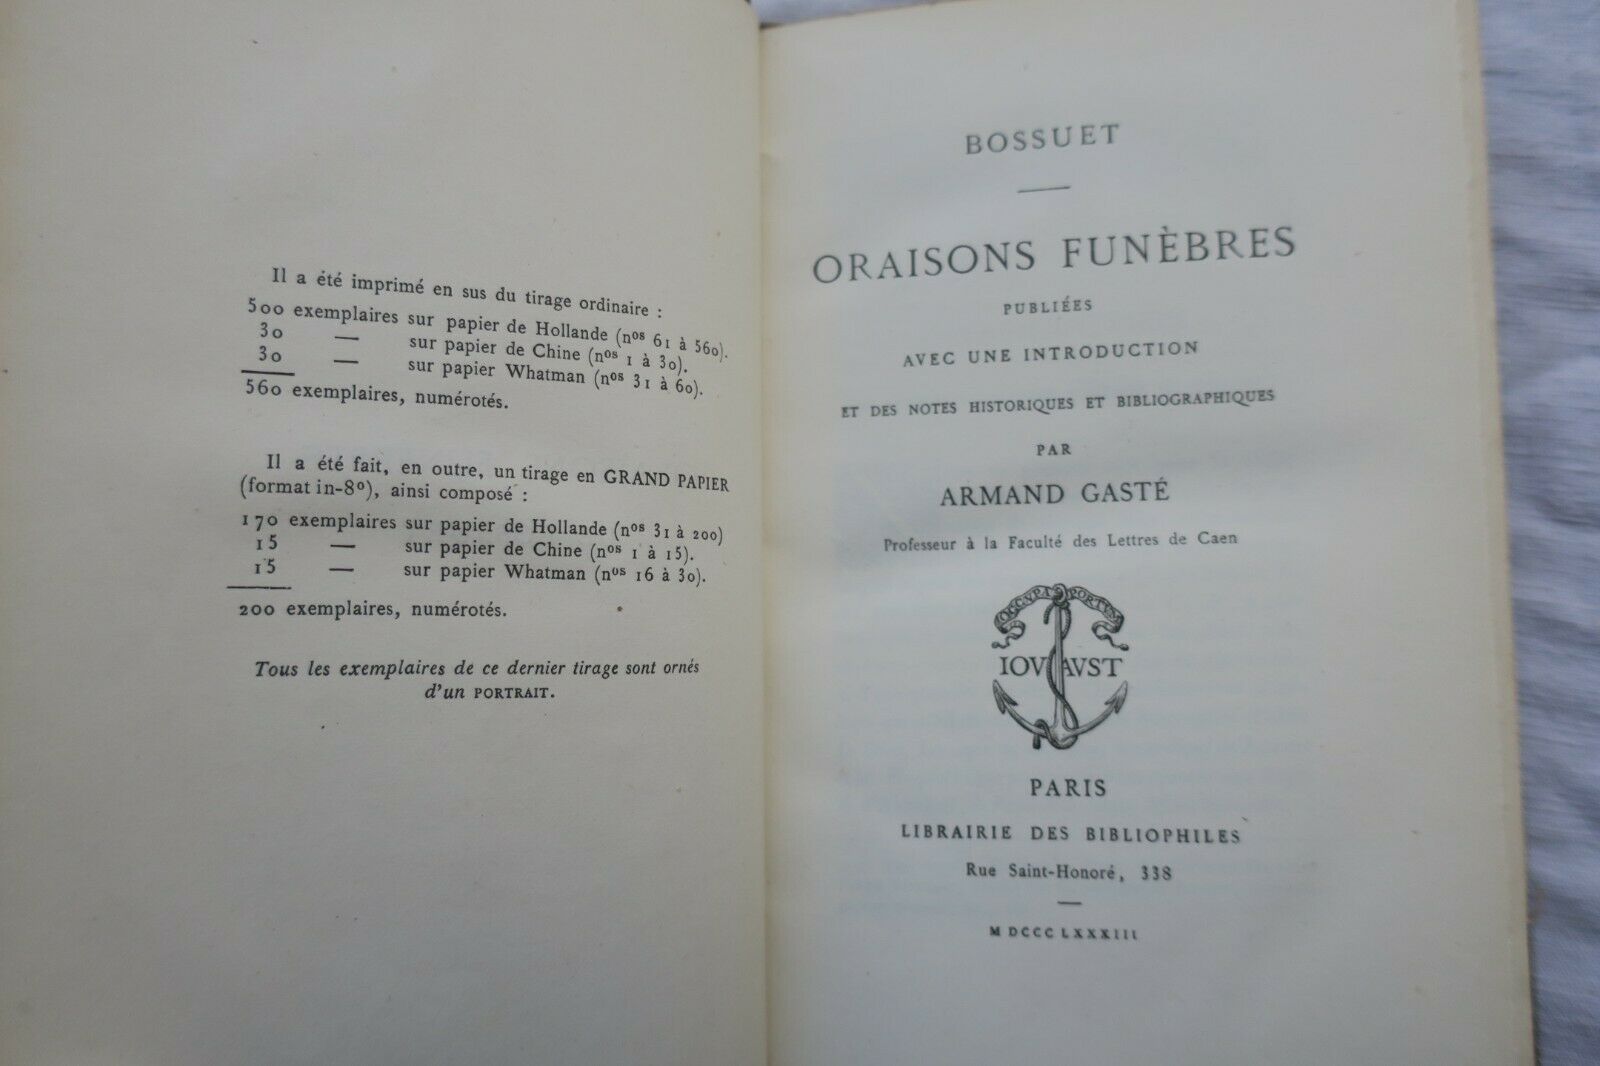 Il a été imprimé en sus du tirage ordinaire :
500 exemplaires sur papier de Hollande (nos 61 à 560).
30 — sur papier de Chine (nos 1 à 30).
30 — sur papier Whatman (nos 31 à 60).
560 exemplaires, numérotés.
Il a été fait, en outre, un tirage en GRAND PAPIER
(format in-8º), ainsi composé :
170 exemplaires sur papier de Hollande (nos 31 à 200)
15 — sur papier de Chine (nos 1 à 15).
15 — sur papier Whatman (nos 16 à 30).
200 exemplaires, numérotés.
Tous les exemplaires de ce dernier tirage sont ornés
d'un PORTRAIT.
BOSSUET
ORAISONS FUNÈBRES
PUBLIÉES
AVEC UNE INTRODUCTION
ET DES NOTES HISTORIQUES ET BIBLIOGRAPHIQUES
PAR
ARMAND GASTÉ
Professeur à la Faculté des Lettres de Caen
OCCVPA PORTVM
IOV AVST
PARIS
LIBRAIRIE DES BIBLIOPHILES
Rue Saint-Honoré, 338
M DCCC LXXXIII